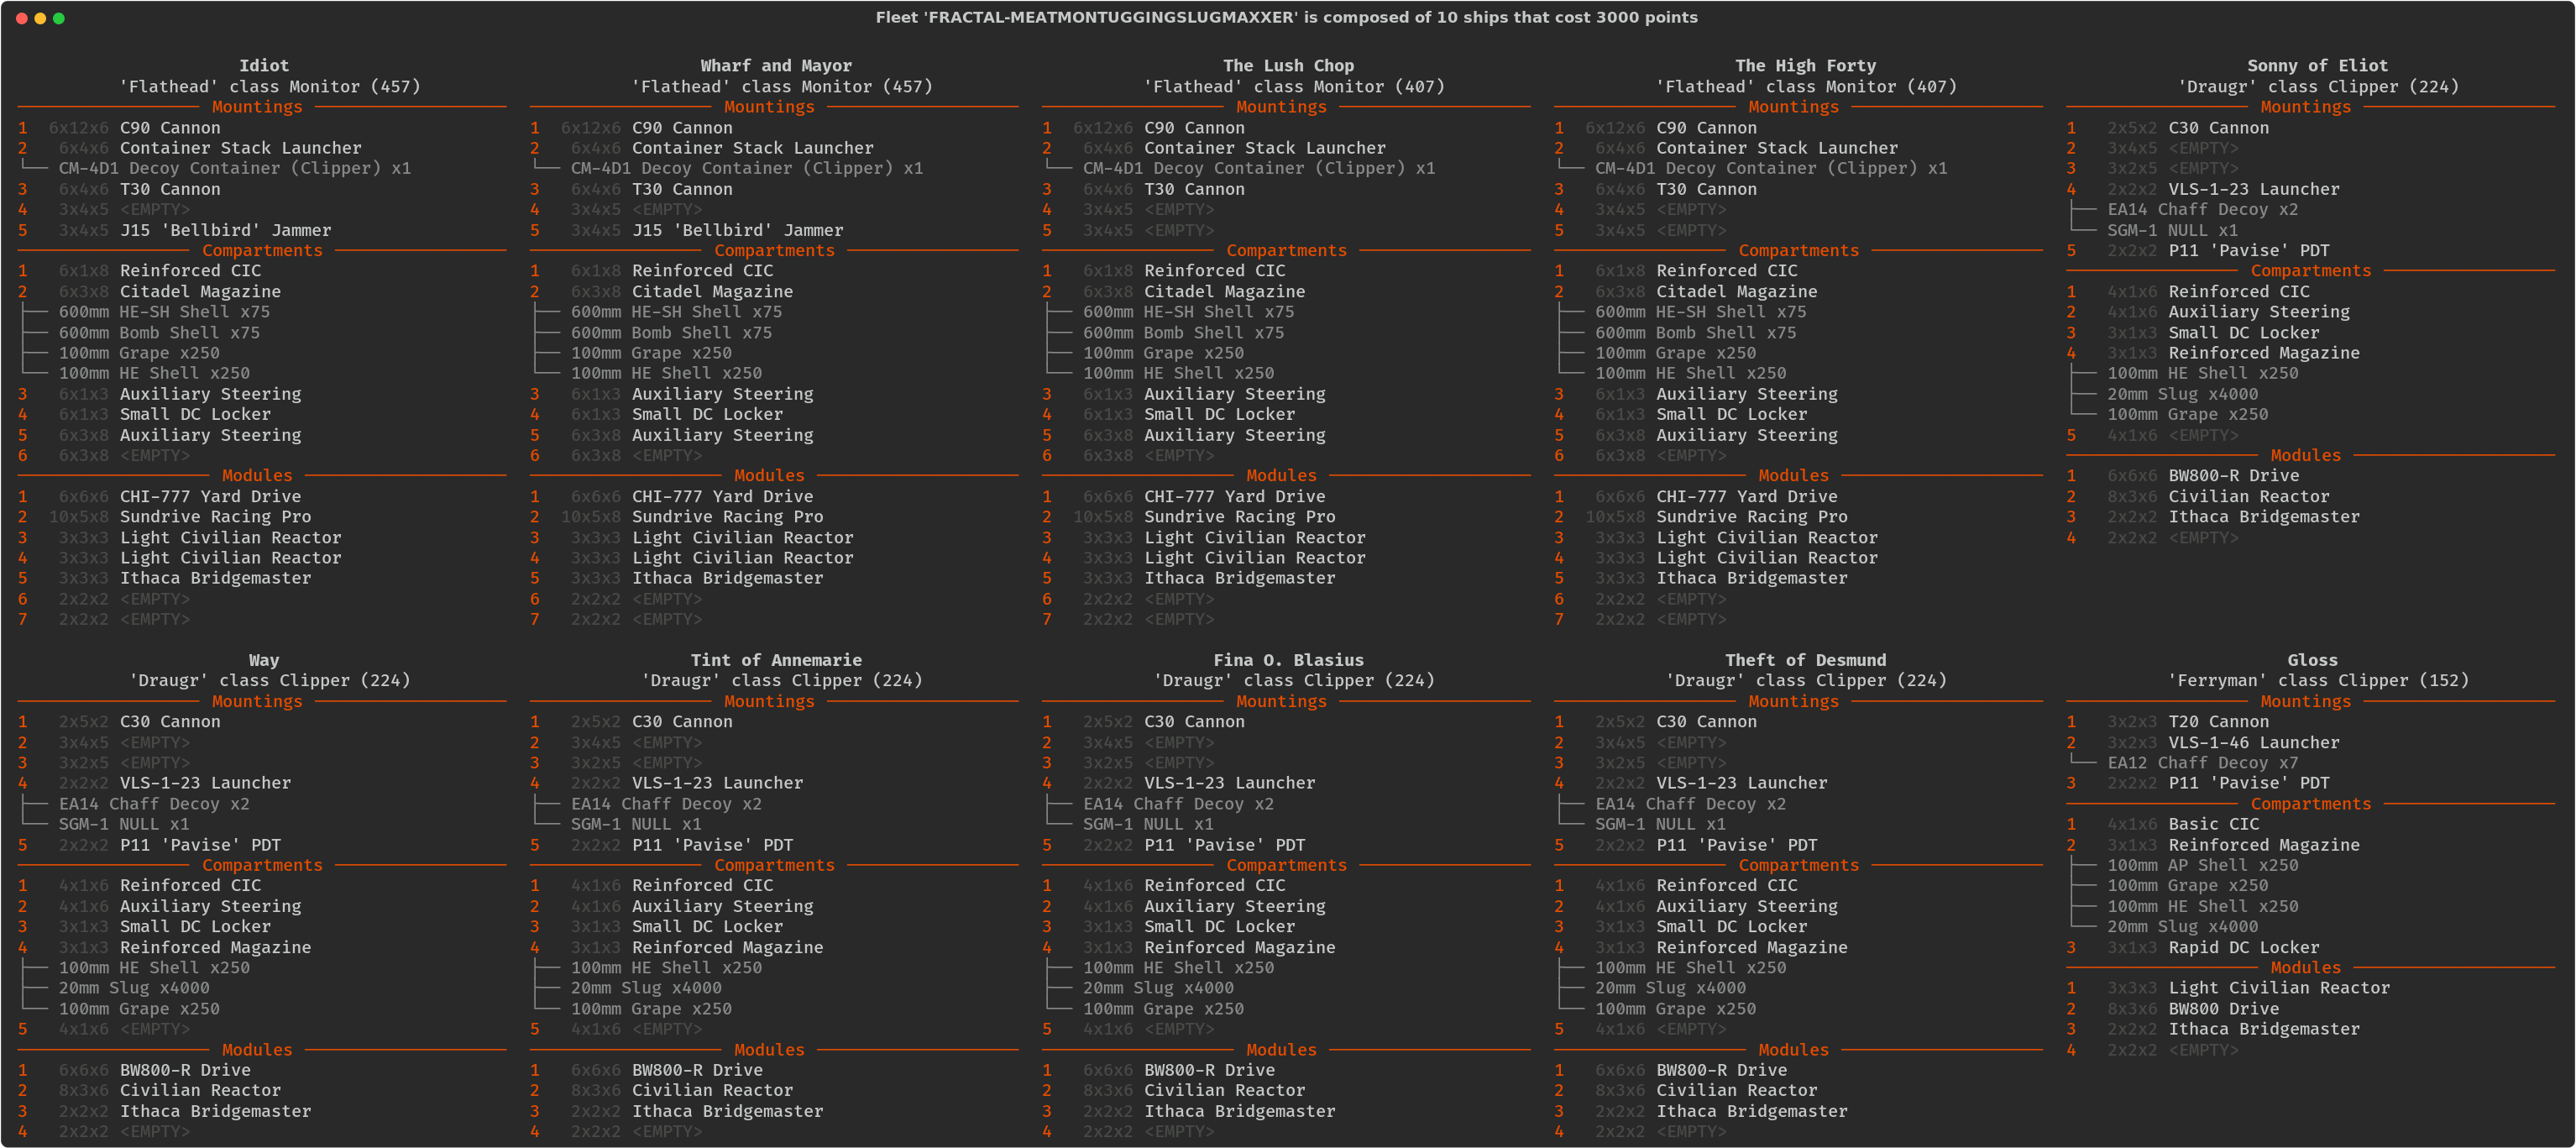 Fleet 'FRACTAL-MEATMONTUGGINGSLUGMAXXER' is composed of 10 ships that cost 3000 points
Idiot
'Flathead' class Monitor (457)
Mountings
1 6x12x6 C90 Cannon
2 6x4x6 Container Stack Launcher
└── CM-4D1 Decoy Container (Clipper) x1
3 6x4x6 T30 Cannon
4 3x4x5 <EMPTY>
5 3x4x5 J15 'Bellbird' Jammer
Compartments
1 6x1x8 Reinforced CIC
2 6x3x8 Citadel Magazine
├── 600mm HE-SH Shell x75
├── 600mm Bomb Shell x75
├── 100mm Grape x250
└── 100mm HE Shell x250
3 6x1x3 Auxiliary Steering
4 6x1x3 Small DC Locker
5 6x3x8 Auxiliary Steering
6 6x3x8 <EMPTY>
Modules
1 6x6x6 CHI-777 Yard Drive
2 10x5x8 Sundrive Racing Pro
3 3x3x3 Light Civilian Reactor
4 3x3x3 Light Civilian Reactor
5 3x3x3 Ithaca Bridgemaster
6 2x2x2 <EMPTY>
7 2x2x2 <EMPTY>
Wharf and Mayor
'Flathead' class Monitor (457)
Mountings
1 6x12x6 C90 Cannon
2 6x4x6 Container Stack Launcher
└── CM-4D1 Decoy Container (Clipper) x1
3 6x4x6 T30 Cannon
4 3x4x5 <EMPTY>
5 3x4x5 J15 'Bellbird' Jammer
Compartments
1 6x1x8 Reinforced CIC
2 6x3x8 Citadel Magazine
├── 600mm HE-SH Shell x75
├── 600mm Bomb Shell x75
├── 100mm Grape x250
└── 100mm HE Shell x250
3 6x1x3 Auxiliary Steering
4 6x1x3 Small DC Locker
5 6x3x8 Auxiliary Steering
6 6x3x8 <EMPTY>
Modules
1 6x6x6 CHI-777 Yard Drive
2 10x5x8 Sundrive Racing Pro
3 3x3x3 Light Civilian Reactor
4 3x3x3 Light Civilian Reactor
5 3x3x3 Ithaca Bridgemaster
6 2x2x2 <EMPTY>
7 2x2x2 <EMPTY>
The Lush Chop
'Flathead' class Monitor (407)
Mountings
1 6x12x6 C90 Cannon
2 6x4x6 Container Stack Launcher
└── CM-4D1 Decoy Container (Clipper) x1
3 6x4x6 T30 Cannon
4 3x4x5 <EMPTY>
5 3x4x5 <EMPTY>
Compartments
1 6x1x8 Reinforced CIC
2 6x3x8 Citadel Magazine
├── 600mm HE-SH Shell x75
├── 600mm Bomb Shell x75
├── 100mm Grape x250
└── 100mm HE Shell x250
3 6x1x3 Auxiliary Steering
4 6x1x3 Small DC Locker
5 6x3x8 Auxiliary Steering
6 6x3x8 <EMPTY>
Modules
1 6x6x6 CHI-777 Yard Drive
2 10x5x8 Sundrive Racing Pro
3 3x3x3 Light Civilian Reactor
4 3x3x3 Light Civilian Reactor
5 3x3x3 Ithaca Bridgemaster
6 2x2x2 <EMPTY>
7 2x2x2 <EMPTY>
The High Forty
'Flathead' class Monitor (407)
Mountings
1 6x12x6 C90 Cannon
2 6x4x6 Container Stack Launcher
└── CM-4D1 Decoy Container (Clipper) x1
3 6x4x6 T30 Cannon
4 3x4x5 <EMPTY>
5 3x4x5 <EMPTY>
Compartments
1 6x1x8 Reinforced CIC
2 6x3x8 Citadel Magazine
├── 600mm HE-SH Shell x75
├── 600mm Bomb Shell x75
├── 100mm Grape x250
└── 100mm HE Shell x250
3 6x1x3 Auxiliary Steering
4 6x1x3 Small DC Locker
5 6x3x8 Auxiliary Steering
6 6x3x8 <EMPTY>
Modules
1 6x6x6 CHI-777 Yard Drive
2 10x5x8 Sundrive Racing Pro
3 3x3x3 Light Civilian Reactor
4 3x3x3 Light Civilian Reactor
5 3x3x3 Ithaca Bridgemaster
6 2x2x2 <EMPTY>
7 2x2x2 <EMPTY>
Sonny of Eliot
'Draugr' class Clipper (224)
Mountings
1 2x5x2 C30 Cannon
2 3x4x5 <EMPTY>
3 3x2x5 <EMPTY>
4 2x2x2 VLS-1-23 Launcher
├── EA14 Chaff Decoy x2
└── SGM-1 NULL x1
5 2x2x2 P11 'Pavise' PDT
Compartments
1 4x1x6 Reinforced CIC
2 4x1x6 Auxiliary Steering
3 3x1x3 Small DC Locker
4 3x1x3 Reinforced Magazine
├── 100mm HE Shell x250
├── 20mm Slug x4000
└── 100mm Grape x250
5 4x1x6 <EMPTY>
Modules
1 6x6x6 BW800-R Drive
2 8x3x6 Civilian Reactor
3 2x2x2 Ithaca Bridgemaster
4 2x2x2 <EMPTY>
Way
'Draugr' class Clipper (224)
Mountings
1 2x5x2 C30 Cannon
2 3x4x5 <EMPTY>
3 3x2x5 <EMPTY>
4 2x2x2 VLS-1-23 Launcher
├── EA14 Chaff Decoy x2
└── SGM-1 NULL x1
5 2x2x2 P11 'Pavise' PDT
Compartments
1 4x1x6 Reinforced CIC
2 4x1x6 Auxiliary Steering
3 3x1x3 Small DC Locker
4 3x1x3 Reinforced Magazine
├── 100mm HE Shell x250
├── 20mm Slug x4000
└── 100mm Grape x250
5 4x1x6 <EMPTY>
Modules
1 6x6x6 BW800-R Drive
2 8x3x6 Civilian Reactor
3 2x2x2 Ithaca Bridgemaster
4 2x2x2 <EMPTY>
Tint of Annemarie
'Draugr' class Clipper (224)
Mountings
1 2x5x2 C30 Cannon
2 3x4x5 <EMPTY>
3 3x2x5 <EMPTY>
4 2x2x2 VLS-1-23 Launcher
├── EA14 Chaff Decoy x2
└── SGM-1 NULL x1
5 2x2x2 P11 'Pavise' PDT
Compartments
1 4x1x6 Reinforced CIC
2 4x1x6 Auxiliary Steering
3 3x1x3 Small DC Locker
4 3x1x3 Reinforced Magazine
├── 100mm HE Shell x250
├── 20mm Slug x4000
└── 100mm Grape x250
5 4x1x6 <EMPTY>
Modules
1 6x6x6 BW800-R Drive
2 8x3x6 Civilian Reactor
3 2x2x2 Ithaca Bridgemaster
4 2x2x2 <EMPTY>
Fina O. Blasius
'Draugr' class Clipper (224)
Mountings
1 2x5x2 C30 Cannon
2 3x4x5 <EMPTY>
3 3x2x5 <EMPTY>
4 2x2x2 VLS-1-23 Launcher
├── EA14 Chaff Decoy x2
└── SGM-1 NULL x1
5 2x2x2 P11 'Pavise' PDT
Compartments
1 4x1x6 Reinforced CIC
2 4x1x6 Auxiliary Steering
3 3x1x3 Small DC Locker
4 3x1x3 Reinforced Magazine
├── 100mm HE Shell x250
├── 20mm Slug x4000
└── 100mm Grape x250
5 4x1x6 <EMPTY>
Modules
1 6x6x6 BW800-R Drive
2 8x3x6 Civilian Reactor
3 2x2x2 Ithaca Bridgemaster
4 2x2x2 <EMPTY>
Theft of Desmund
'Draugr' class Clipper (224)
Mountings
1 2x5x2 C30 Cannon
2 3x4x5 <EMPTY>
3 3x2x5 <EMPTY>
4 2x2x2 VLS-1-23 Launcher
├── EA14 Chaff Decoy x2
└── SGM-1 NULL x1
5 2x2x2 P11 'Pavise' PDT
Compartments
1 4x1x6 Reinforced CIC
2 4x1x6 Auxiliary Steering
3 3x1x3 Small DC Locker
4 3x1x3 Reinforced Magazine
├── 100mm HE Shell x250
├── 20mm Slug x4000
└── 100mm Grape x250
5 4x1x6 <EMPTY>
Modules
1 6x6x6 BW800-R Drive
2 8x3x6 Civilian Reactor
3 2x2x2 Ithaca Bridgemaster
4 2x2x2 <EMPTY>
Gloss
'Ferryman' class Clipper (152)
Mountings
1 3x2x3 T20 Cannon
2 3x2x3 VLS-1-46 Launcher
└── EA12 Chaff Decoy x7
3 2x2x2 P11 'Pavise' PDT
Compartments
1 4x1x6 Basic CIC
2 3x1x3 Reinforced Magazine
├── 100mm AP Shell x250
├── 100mm Grape x250
├── 100mm HE Shell x250
└── 20mm Slug x4000
3 3x1x3 Rapid DC Locker
Modules
1 3x3x3 Light Civilian Reactor
2 8x3x6 BW800 Drive
3 2x2x2 Ithaca Bridgemaster
4 2x2x2 <EMPTY>